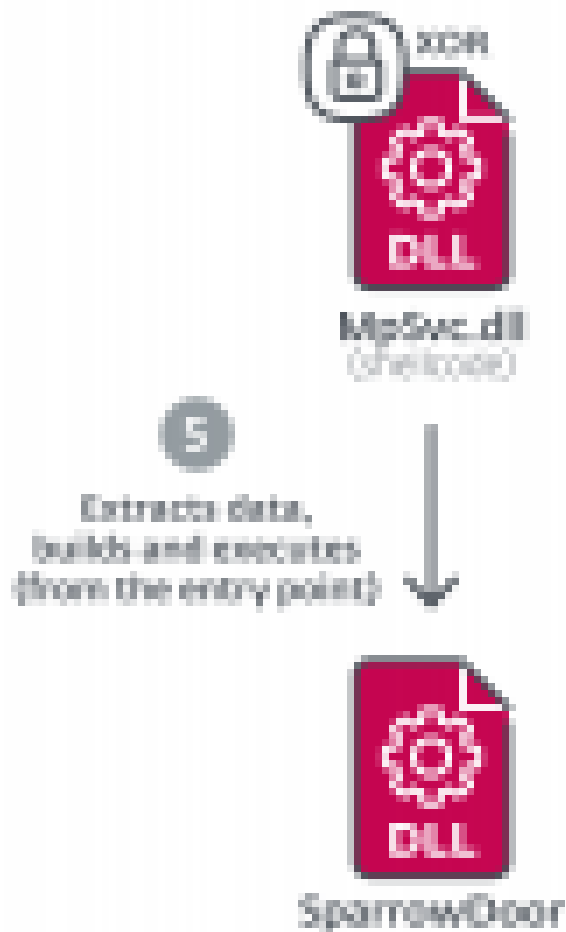 XOR
DLL
MpSvc.dll
(shellcode)
5
Extracts data,
builds and executes
(from the entry point)
DLL
SparrowDoor